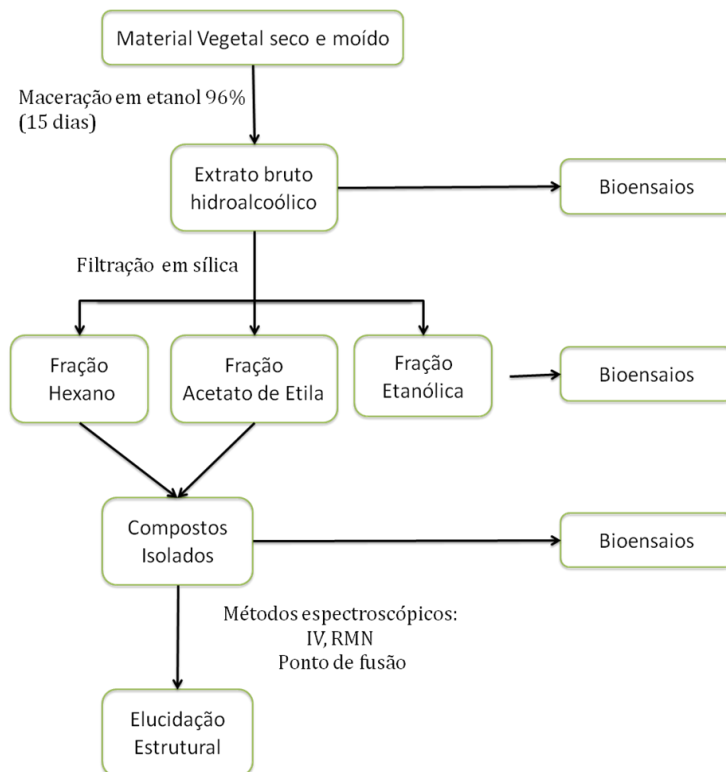 Material Vegetal seco e moído
Maceração em etanol 96%
(15 dias)
Extrato bruto
hidroalcoólico
Bioensaios
Filtração em sílica
Fração
Hexano
Fração
Acetato de Etila
Fração
Etanólica
Bioensaios
Compostos
Isolados
Bioensaios
Métodos espectroscópicos:
IV, RMN
Ponto de fusão
Elucidação
Estrutural